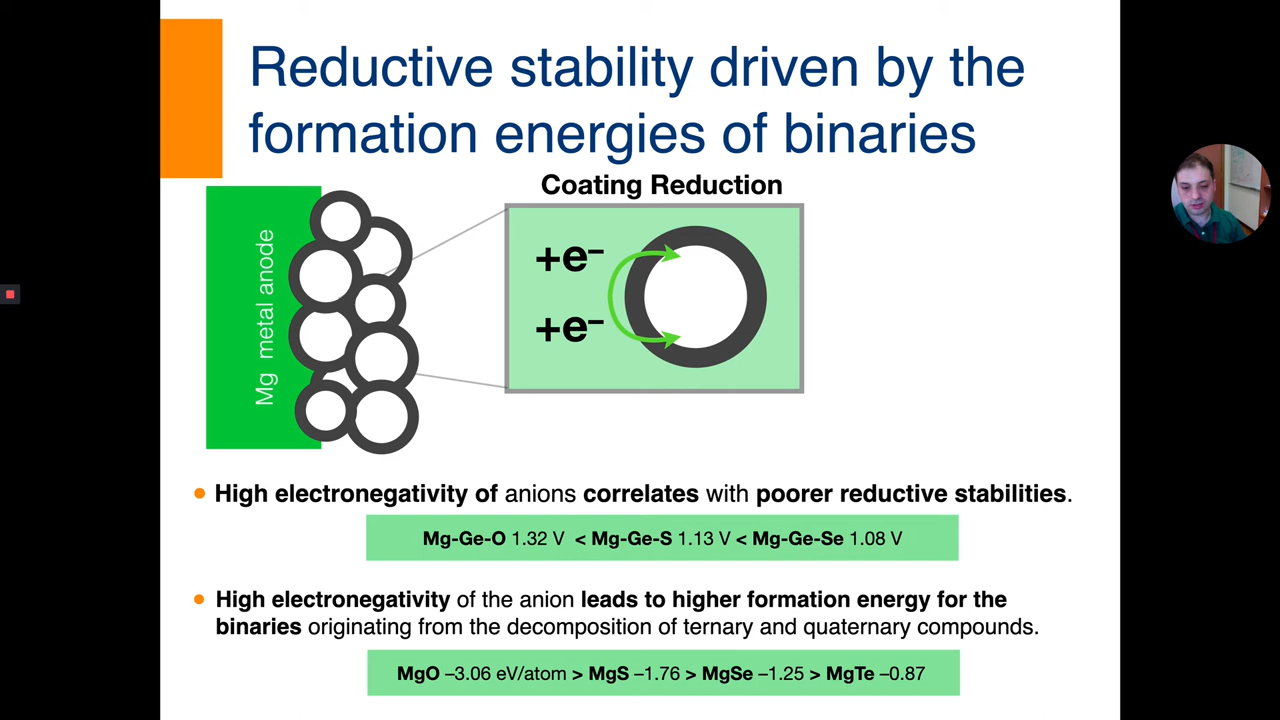 Reductive stability driven by the
formation energies of binaries
Coating Reduction
Mg metal anode
+e–
+e–
High electronegativity of anions correlates with poorer reductive stabilities.
Mg-Ge-O 1.32 V < Mg-Ge-S 1.13 V < Mg-Ge-Se 1.08 V
High electronegativity of the anion leads to higher formation energy for the
binaries originating from the decomposition of ternary and quaternary compounds.
MgO –3.06 eV/atom > MgS –1.76 > MgSe –1.25 > MgTe –0.87